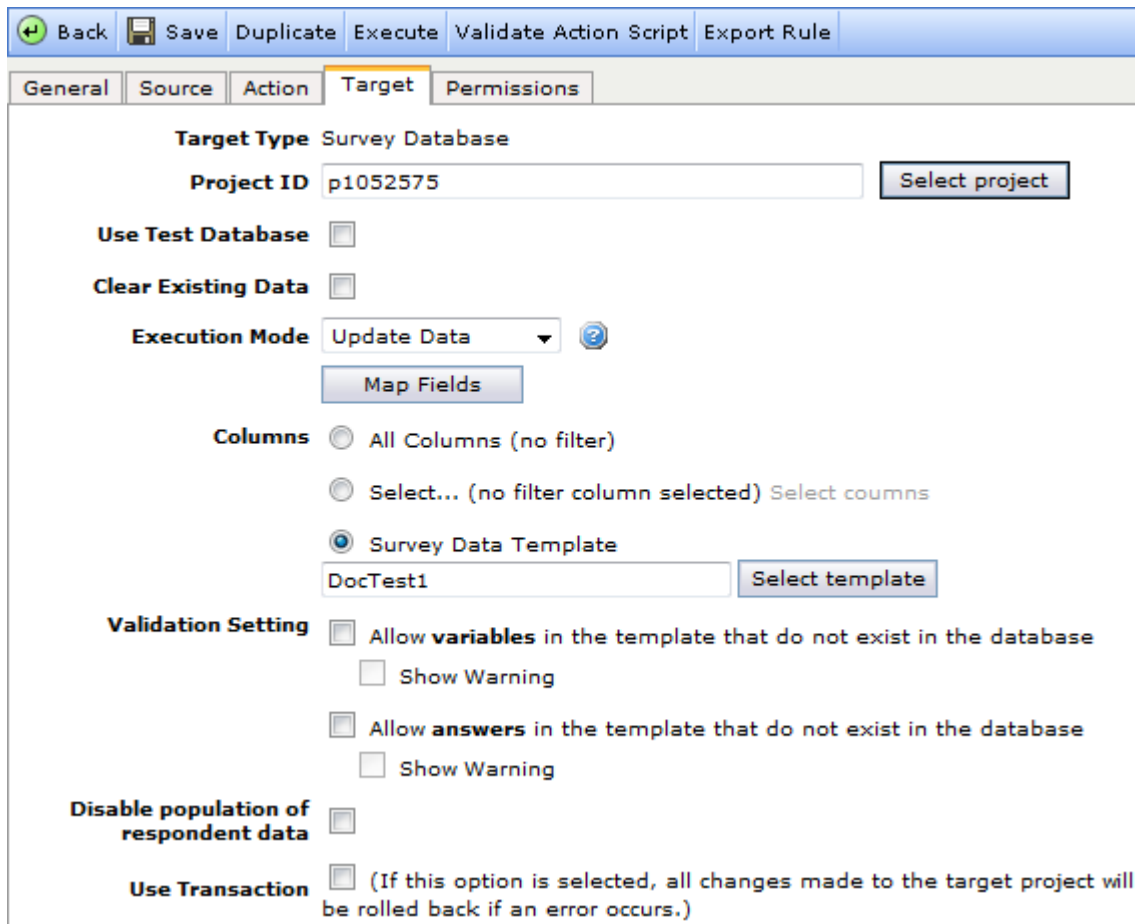 Back Save Duplicate Execute Validate Action Script Export Rule
General Source Action Target Permissions
Target Type Survey Database
Project ID p1052575 Select project
Use Test Database
Clear Existing Data
Execution Mode Update Data
Map Fields
Columns All Columns (no filter)
Select... (no filter column selected) Select coumns
Survey Data Template
DocTest1 Select template
Validation Setting Allow variables in the template that do not exist in the database
Show Warning
Allow answers in the template that do not exist in the database
Show Warning
Disable population of
respondent data
Use Transaction (If this option is selected, all changes made to the target project will
be rolled back if an error occurs.)